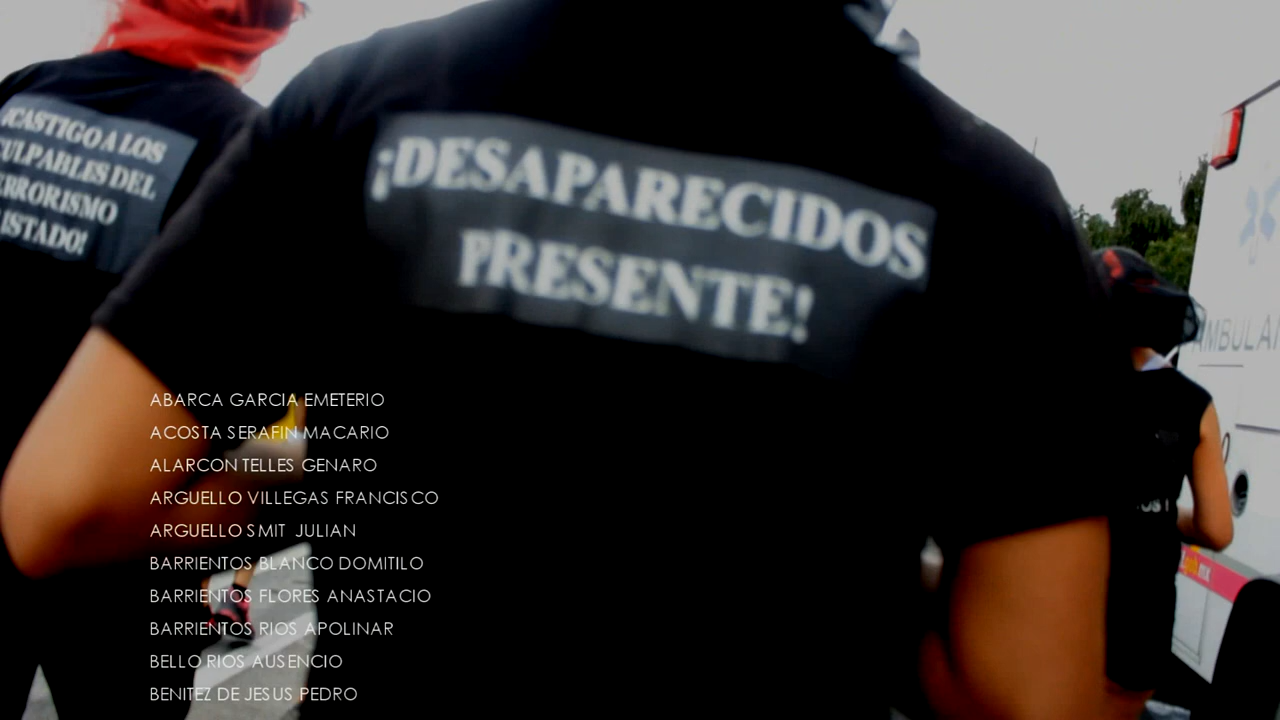 ¡CASTIGO A LOS
CULPABLES DEL
ERRORISMO
ISTADO!
¡DESAPARECIDOS
PRESENTE!
AMBULAN
ABARCA GARCIA EMETERIO
ACOSTA SERAFIN MACARIO
ALARCON TELLES GENARO
ARGUELLO VILLEGAS FRANCISCO
ARGUELLO SMIT JULIAN
BARRIENTOS BLANCO DOMITILO
BARRIENTOS FLORES ANASTACIO
BARRIENTOS RIOS APOLINAR
BELLO RIOS AUSENCIO
BENITEZ DE JESUS PEDRO